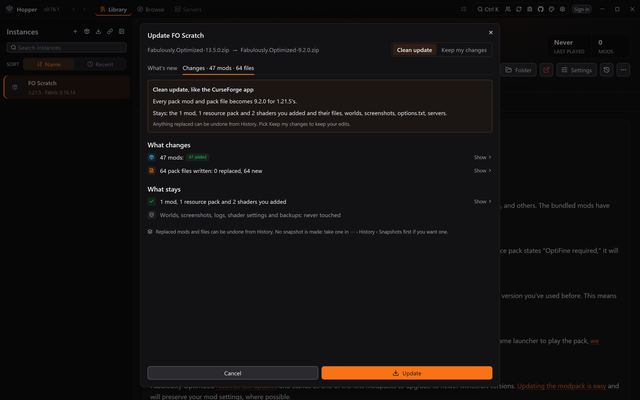 Hopper
Library
Browse
Servers
Ctrl K
Sign in
Instances
Search instances
SORT
Name
Recent
FO Scratch
Update FO Scratch
×
Fabulously.Optimized-13.5.0.zip → Fabulously.Optimized-9.2.0.zip
Clean update
Keep my changes
What's new
Changes · 47 mods · 64 files
Clean update, like the CurseForge app
Every pack mod and pack file becomes 9.2.0 for 1.21.5's.
Stays: the 1 mod, 1 resource pack and 2 shaders you added and their files, worlds, screenshots, options.txt, servers.
Anything replaced can be undone from History. Pick Keep my changes to keep your edits.
What changes
47 mods: 47 added
Show ›
64 pack files written: 0 replaced, 64 new
Show ›
What stays
1 mod, 1 resource pack and 2 shaders you added
Show ›
Worlds, screenshots, logs, shader settings and backups: never touched
Replaced mods and files can be undone from History. No snapshot is made: take one in ··· › History › Snapshots first if you want one.
Cancel
Update
Never
LAST PLAYED
0
MODS
Folder
Settings
, and others. The bundled mods have
ce pack states "OptiFine required," it will
version you've used before. This means
ame launcher to play the pack, we
versions. Updating the modpack is easy and
will preserve your mod settings, where possible.